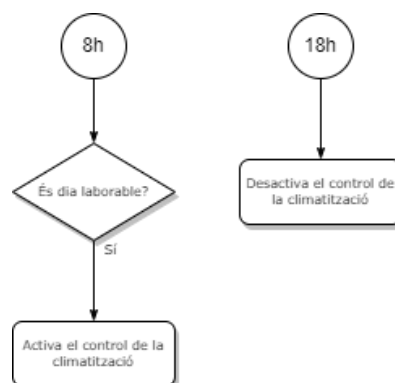 8h
18h
És dia laborable?
Desactiva el control de
la climatització
Sí
Activa el control de la
climatització